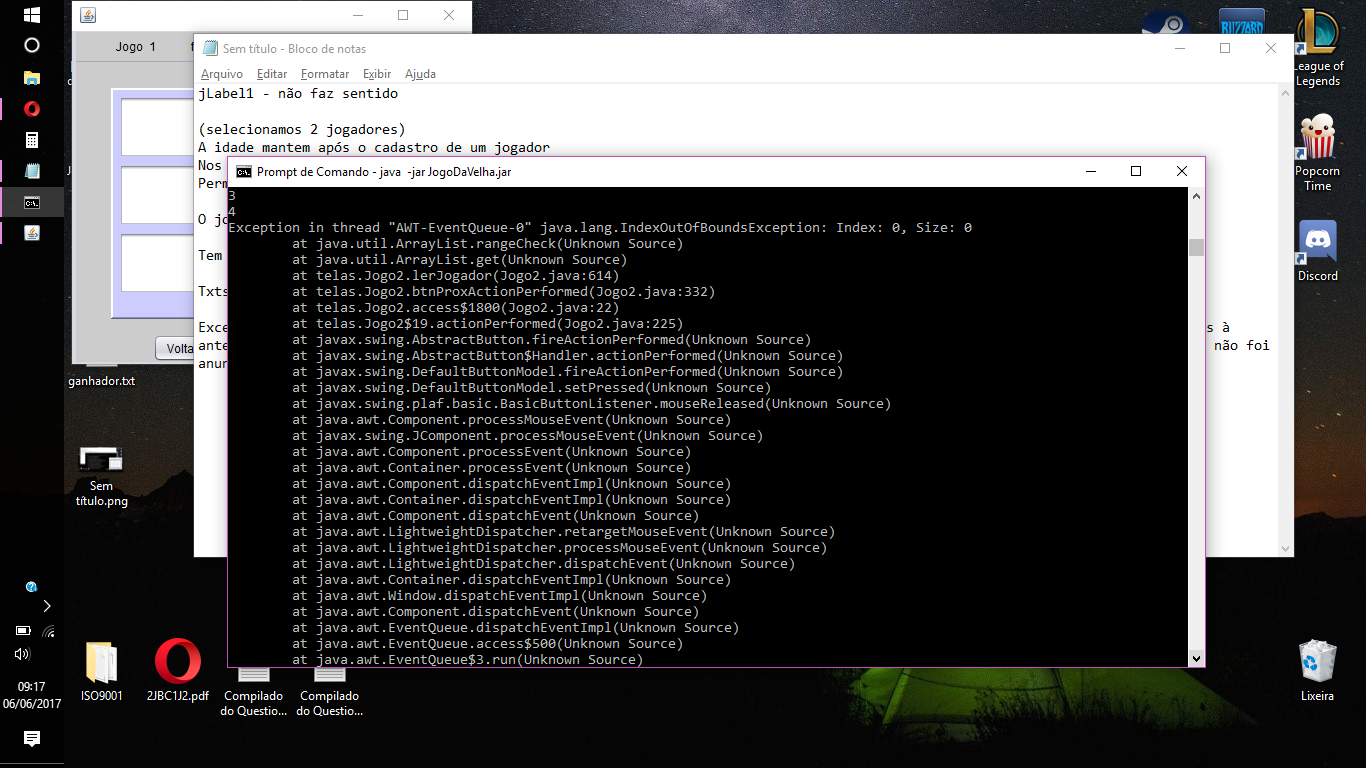 Jogo 1
Sem título - Bloco de notas
Arquivo Editar Formatar Exibir Ajuda
jLabel1 - não faz sentido
(selecionamos 2 jogadores)
A idade mantem após o cadastro de um jogador
Nos
Perm
O jo
Tem
Txts
Exce
s à
ante
não foi
anun
Volta
Prompt de Comando - java -jar JogoDaVelha.jar
3
4
Exception in thread "AWT-EventQueue-0" java.lang.IndexOutOfBoundsException: Index: 0, Size: 0
at java.util.ArrayList.rangeCheck(Unknown Source)
at java.util.ArrayList.get(Unknown Source)
at telas.Jogo2.lerJogador(Jogo2.java:614)
at telas.Jogo2.btnProxActionPerformed(Jogo2.java:332)
at telas.Jogo2.access$1800(Jogo2.java:22)
at telas.Jogo2$19.actionPerformed(Jogo2.java:225)
at javax.swing.AbstractButton.fireActionPerformed(Unknown Source)
at javax.swing.AbstractButton$Handler.actionPerformed(Unknown Source)
at javax.swing.DefaultButtonModel.fireActionPerformed(Unknown Source)
at javax.swing.DefaultButtonModel.setPressed(Unknown Source)
at javax.swing.plaf.basic.BasicButtonListener.mouseReleased(Unknown Source)
at java.awt.Component.processMouseEvent(Unknown Source)
at javax.swing.JComponent.processMouseEvent(Unknown Source)
at java.awt.Component.processEvent(Unknown Source)
at java.awt.Container.processEvent(Unknown Source)
at java.awt.Component.dispatchEventImpl(Unknown Source)
at java.awt.Container.dispatchEventImpl(Unknown Source)
at java.awt.Component.dispatchEvent(Unknown Source)
at java.awt.LightweightDispatcher.retargetMouseEvent(Unknown Source)
at java.awt.LightweightDispatcher.processMouseEvent(Unknown Source)
at java.awt.LightweightDispatcher.dispatchEvent(Unknown Source)
at java.awt.Container.dispatchEventImpl(Unknown Source)
at java.awt.Window.dispatchEventImpl(Unknown Source)
at java.awt.Component.dispatchEvent(Unknown Source)
at java.awt.EventQueue.dispatchEventImpl(Unknown Source)
at java.awt.EventQueue.access$500(Unknown Source)
at java.awt.EventQueue$3.run(Unknown Source)
ganhador.txt
Sem
título.png
ISO9001
2JBC1J2.pdf
Compilado
do Questio...
Compilado
do Questio...
BLIZZARD
League of
Legends
Popcorn
Time
Discord
Lixeira
09:17
06/06/2017